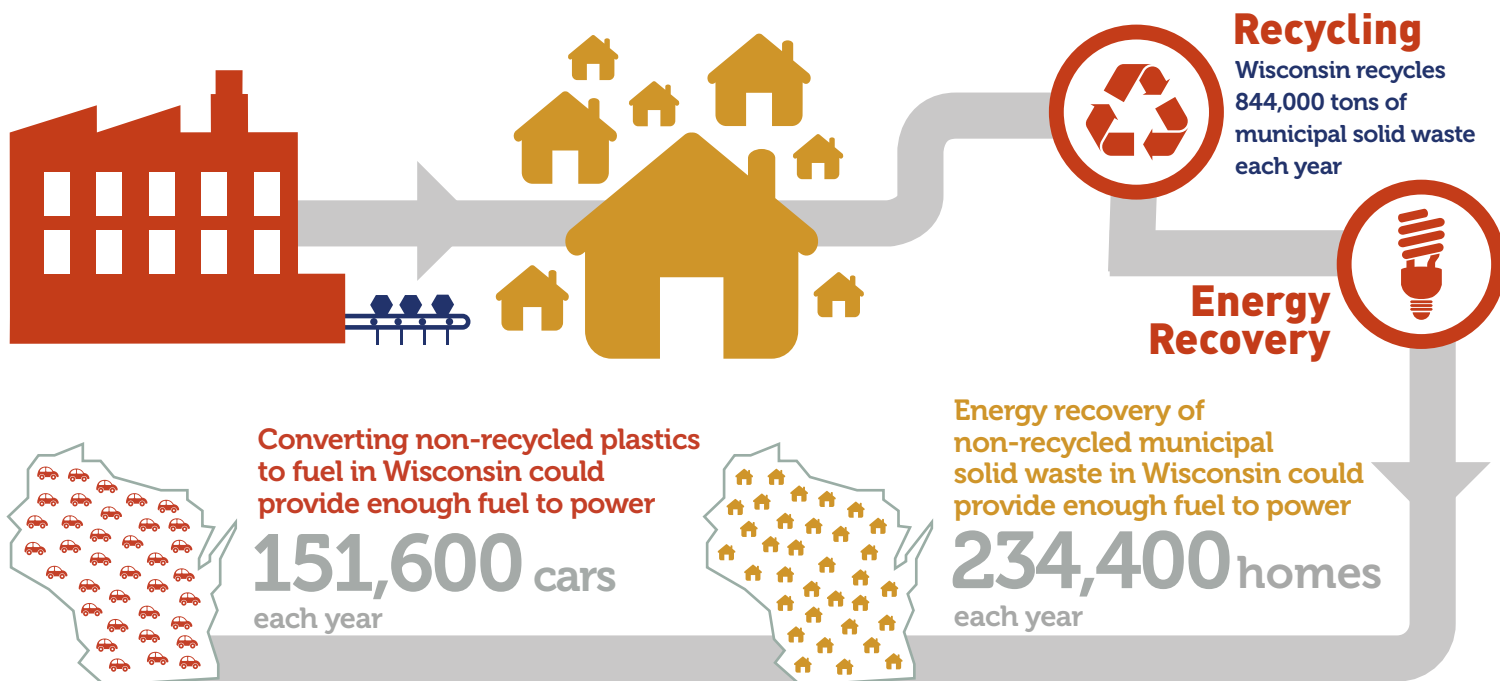 Recycling
Wisconsin recycles
844,000 tons of
municipal solid waste
each year
Energy
Recovery
Converting non-recycled plastics
to fuel in Wisconsin could
provide enough fuel to power
151,600 cars
each year
Energy recovery of
non-recycled municipal
solid waste in Wisconsin could
provide enough fuel to power
234,400 homes
each year